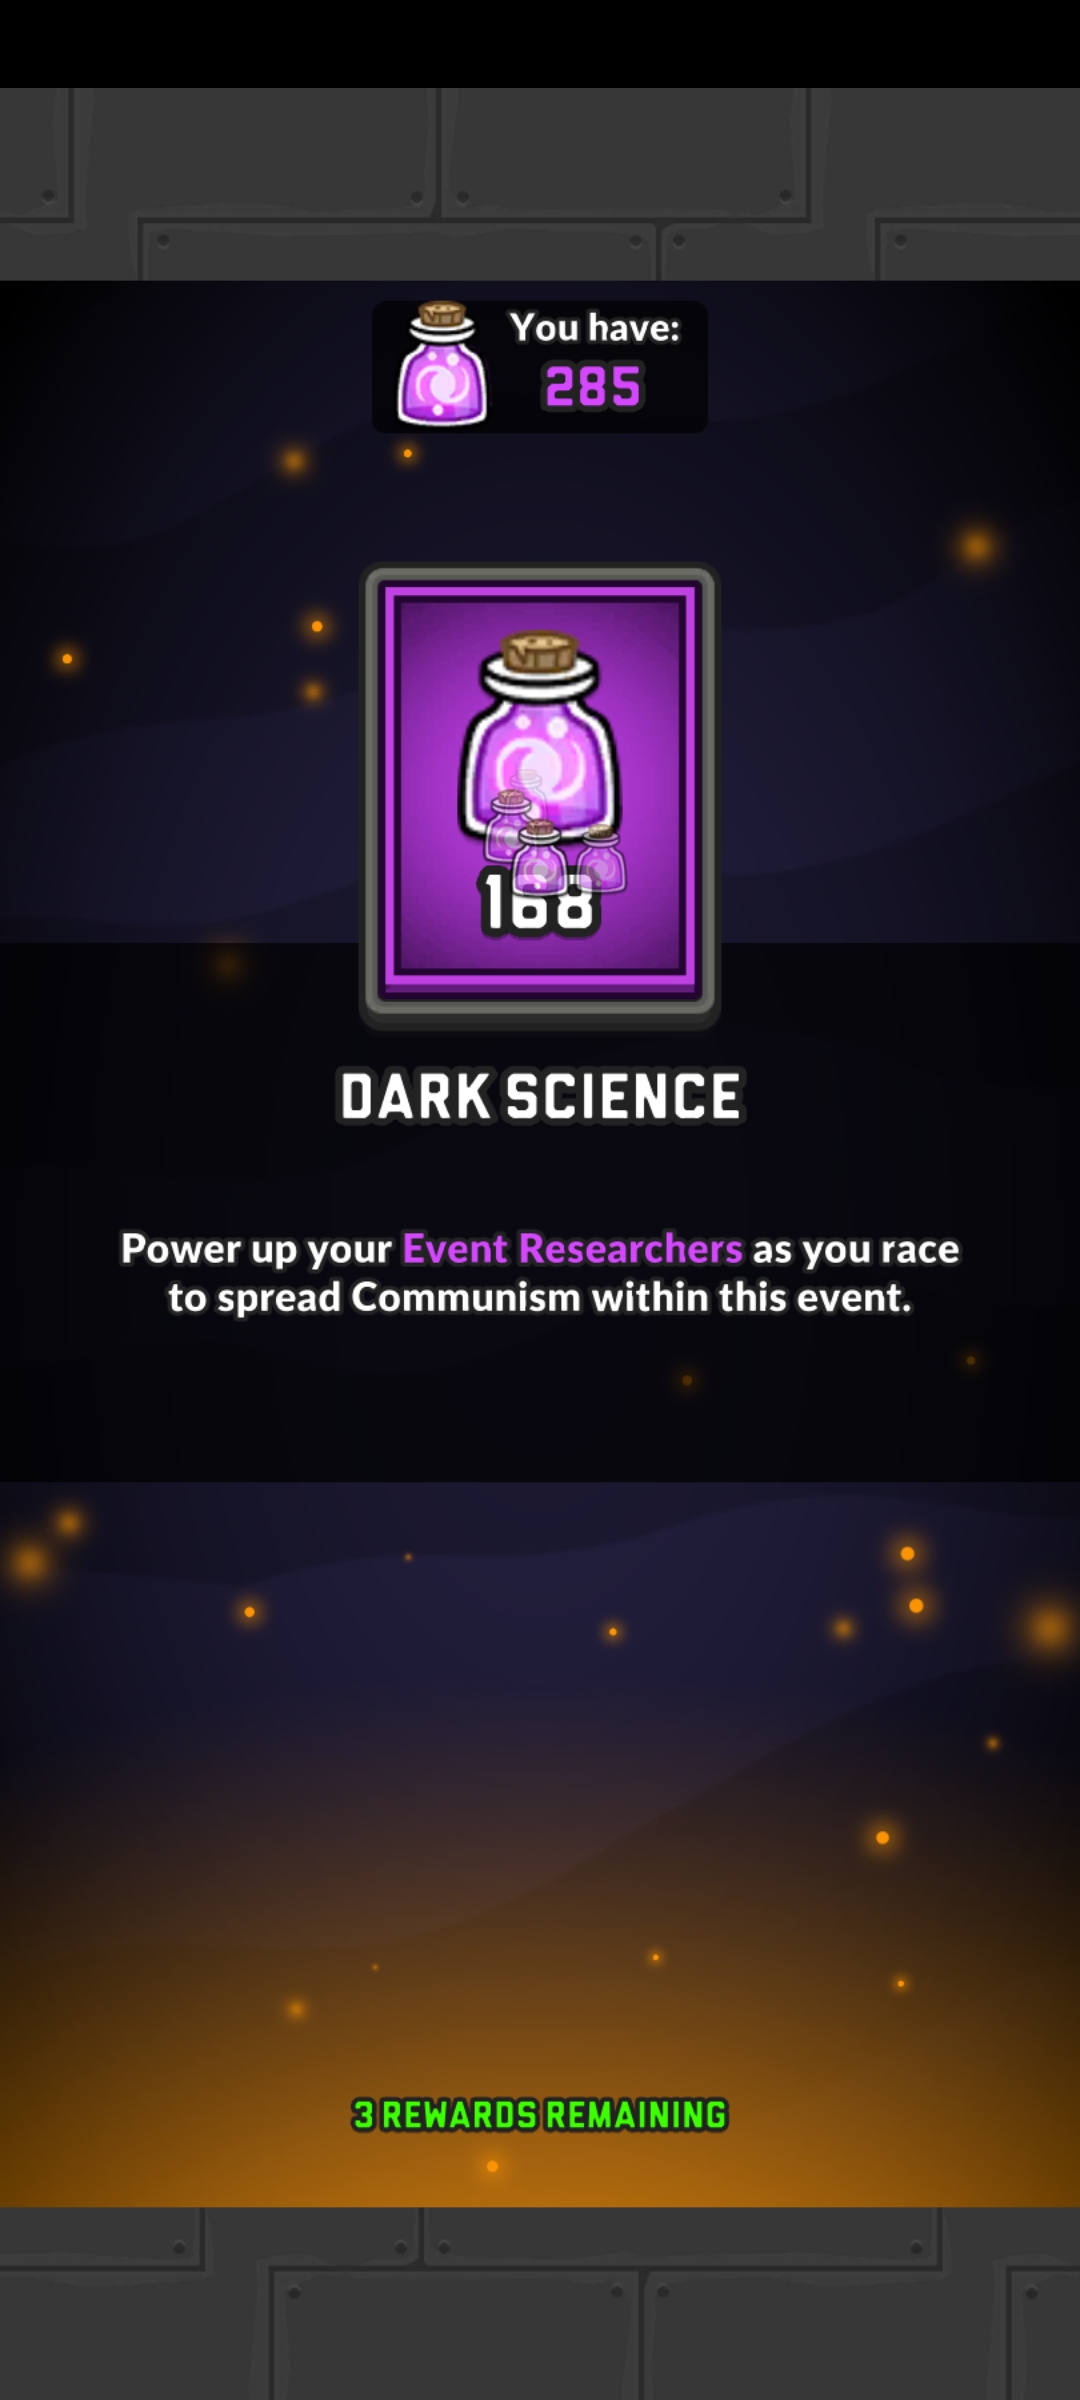 You have:
285
168
DARK SCIENCE
Power up your Event Researchers as you race
to spread Communism within this event.
3 REWARDS REMAINING